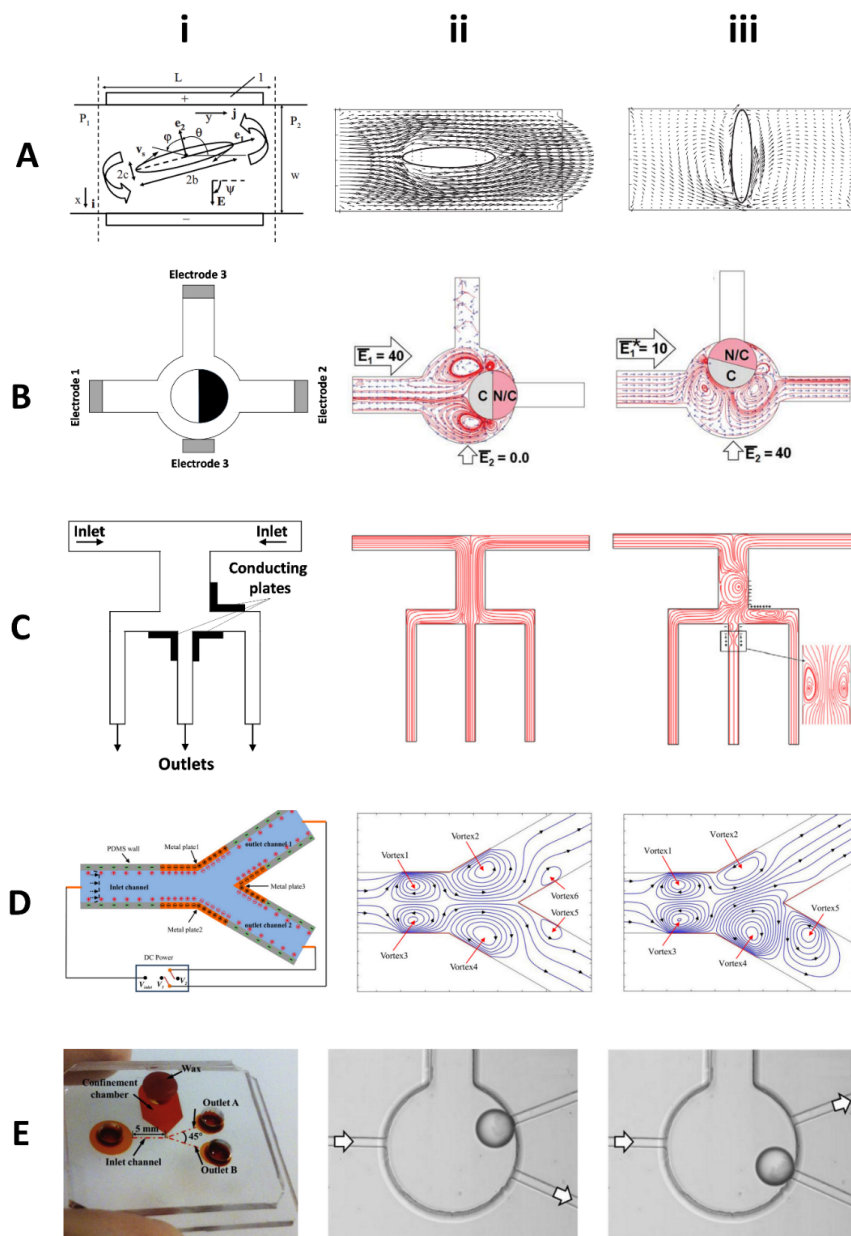 i ii iii
A
L 1
+
P1 y j P2
e2 φ θ e1
vs
2c 2b w
x i E ψ
−
B
Electrode 3
Electrode 1
Electrode 2
Electrode 3
E1 = 40
C N/C
E2 = 0.0
E1* = 10
N/C
C
E2 = 40
C
Inlet Inlet
Conducting
plates
Outlets
D
PDMS wall
Metal plate1
outlet channel 1
Inlet channel
Metal plate3
outlet channel 2
Metal plate2
DC Power
Vinlet V1 V2
Vortex2
Vortex1
Vortex6
Vortex5
Vortex3 Vortex4
Vortex2
Vortex1
Vortex5
Vortex3 Vortex4
E
Wax
Confinement
chamber
Outlet A
5 mm
45°
Inlet channel
Outlet B